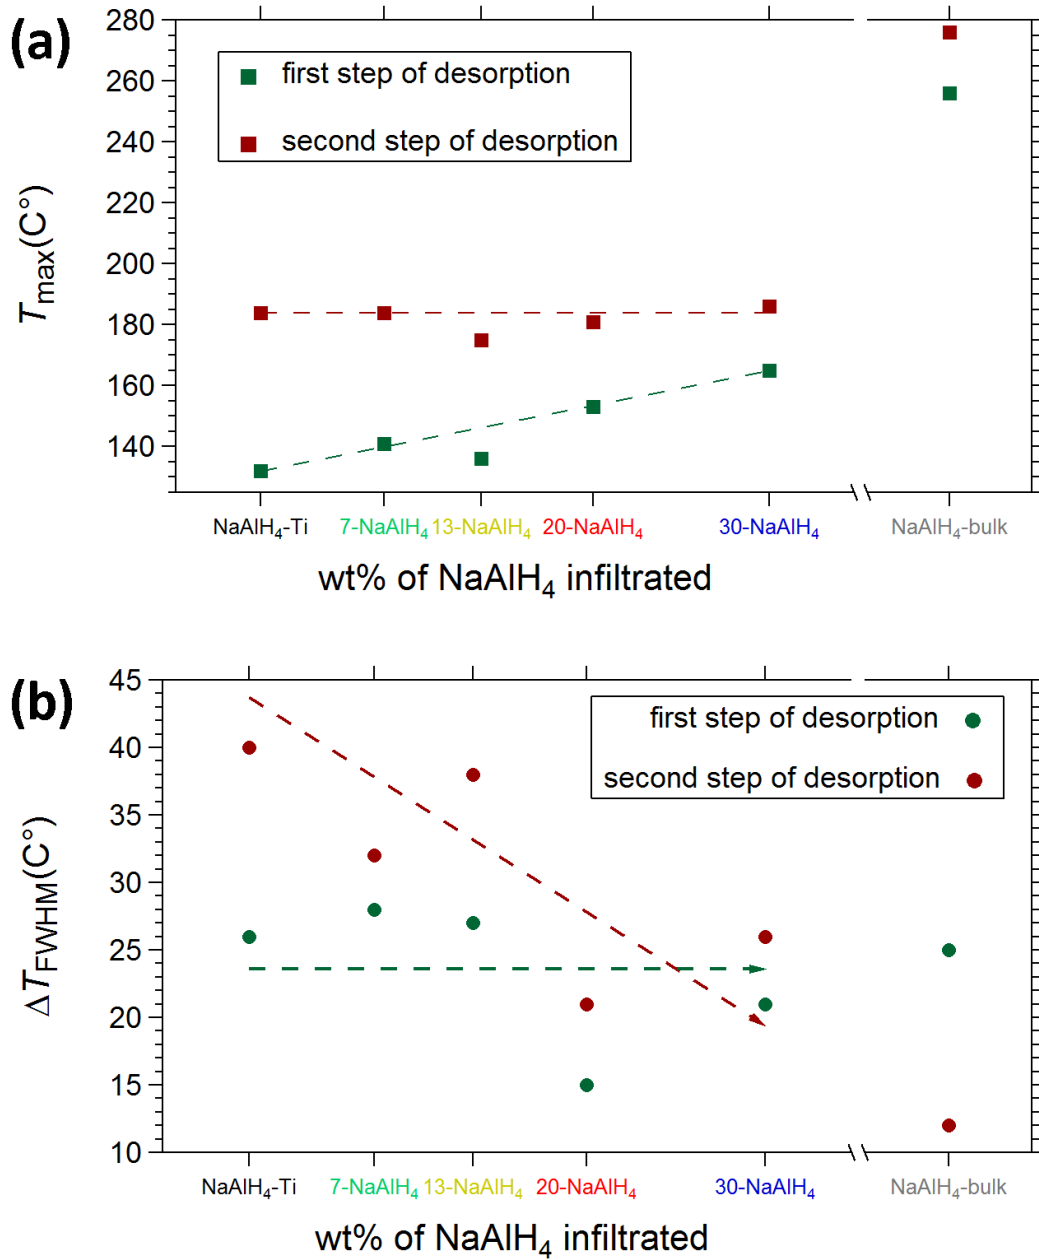 (a)
280
260
240
220
200
180
160
140
T_max(C°)
first step of desorption
second step of desorption
NaAlH₄-Ti 7-NaAlH₄ 13-NaAlH₄ 20-NaAlH₄ 30-NaAlH₄ NaAlH₄-bulk
wt% of NaAlH₄ infiltrated
(b)
45
40
35
30
25
20
15
10
ΔT_FWHM(C°)
first step of desorption
second step of desorption
NaAlH₄-Ti 7-NaAlH₄ 13-NaAlH₄ 20-NaAlH₄ 30-NaAlH₄ NaAlH₄-bulk
wt% of NaAlH₄ infiltrated